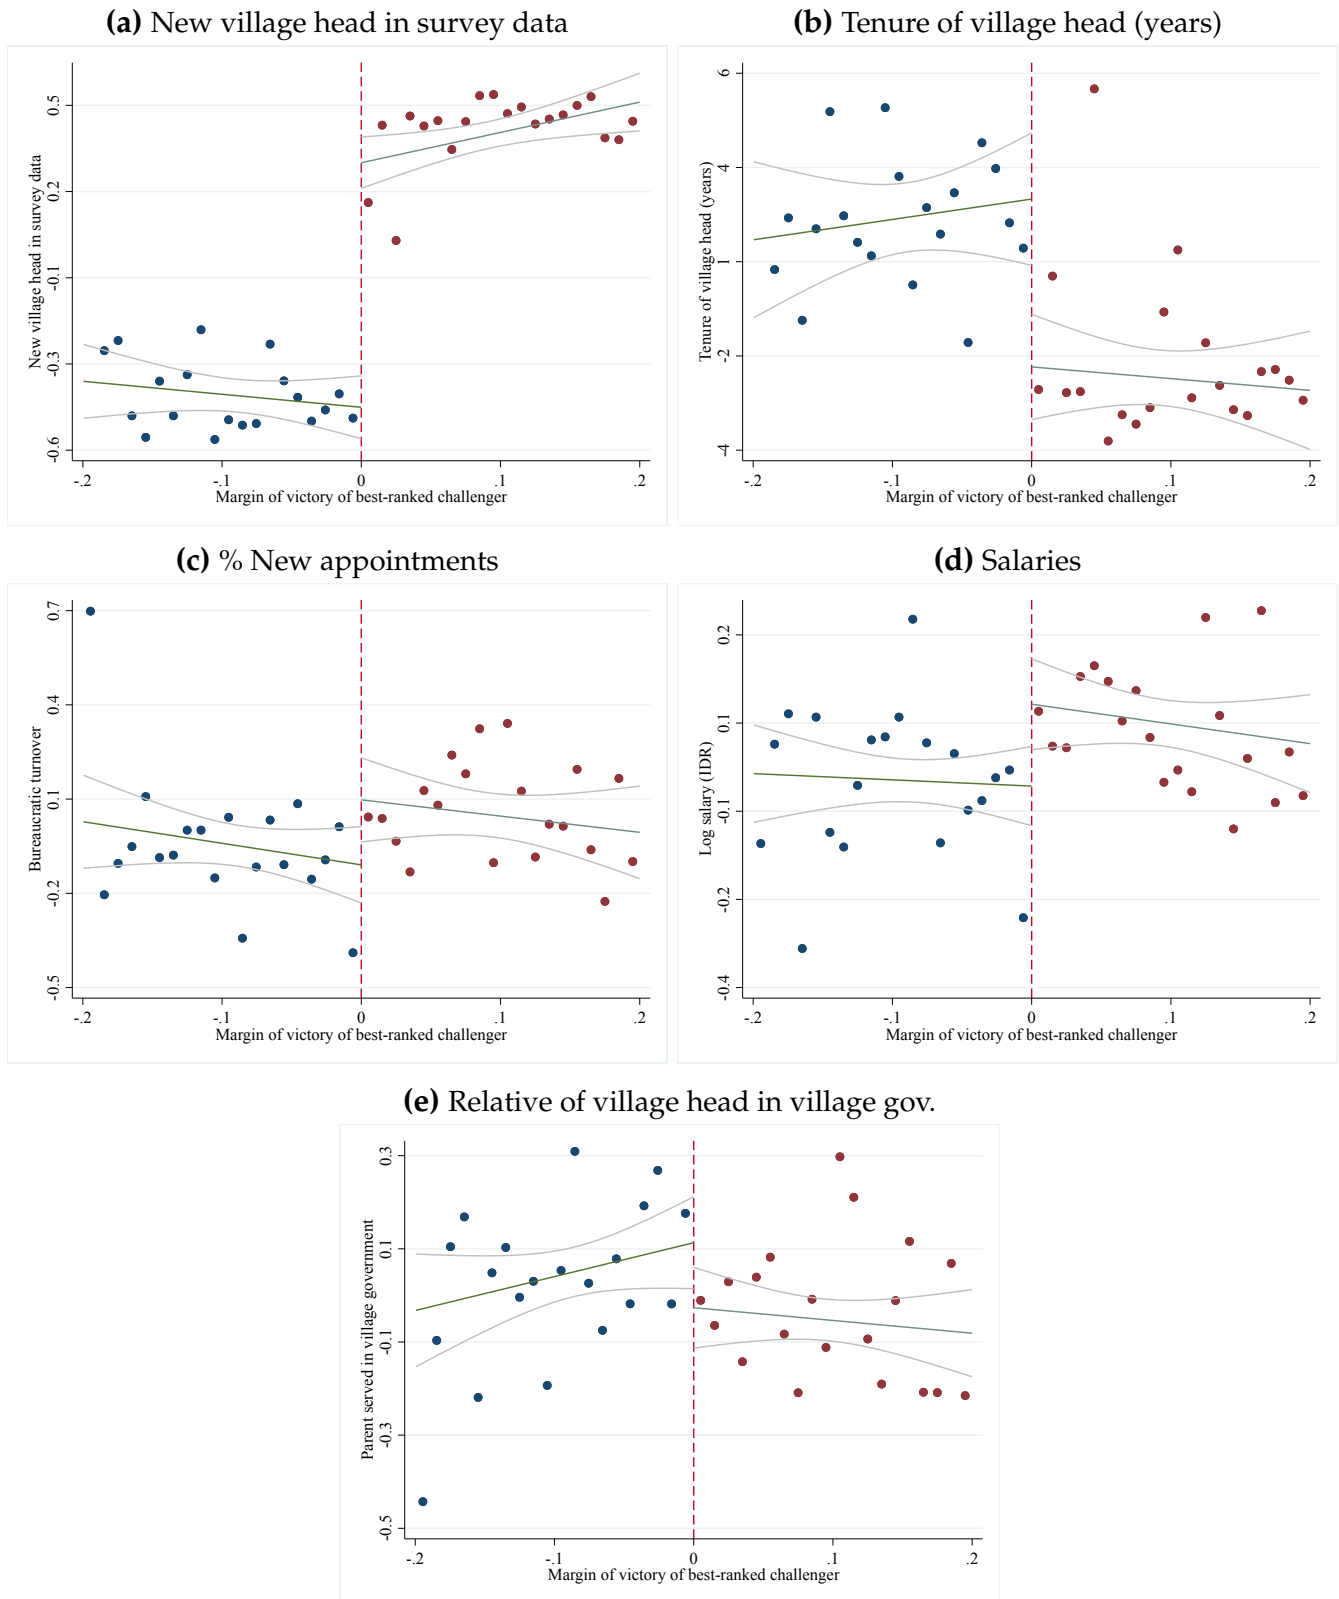 (a) New village head in survey data
New village head in survey data
0.5
0.2
-0.1
-0.3
-0.6
-.2 -.1 0 .1 .2
Margin of victory of best-ranked challenger
(b) Tenure of village head (years)
Tenure of village head (years)
6
4
1
-2
-4
-.2 -.1 0 .1 .2
Margin of victory of best-ranked challenger
(c) % New appointments
Bureaucratic turnover
0.7
0.4
0.1
-0.2
-0.5
-.2 -.1 0 .1 .2
Margin of victory of best-ranked challenger
(d) Salaries
Log salary (IDR)
0.2
0.1
-0.1
-0.2
-0.4
-.2 -.1 0 .1 .2
Margin of victory of best-ranked challenger
(e) Relative of village head in village gov.
Parent served in village government
0.3
0.1
-0.1
-0.3
-0.5
-.2 -.1 0 .1 .2
Margin of victory of best-ranked challenger